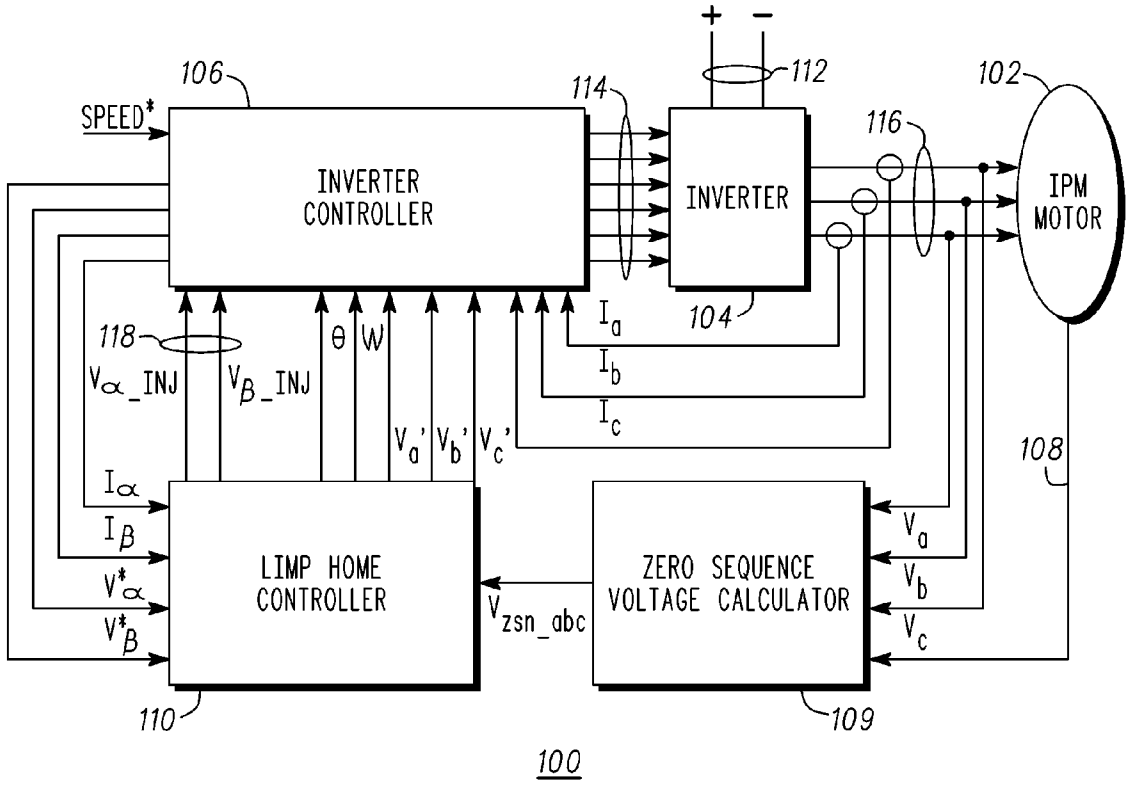 + −
106
114
112
102
SPEED*
116
INVERTER
CONTROLLER
INVERTER
IPM
MOTOR
104
118
θ
W
Ia
Vα_INJ
Vβ_INJ
Ib
Ic
Va'
Vb'
Vc'
108
Iα
Iβ
V*α
V*β
LIMP HOME
CONTROLLER
Vzsn_abc
ZERO SEQUENCE
VOLTAGE CALCULATOR
Va
Vb
Vc
110
109
100